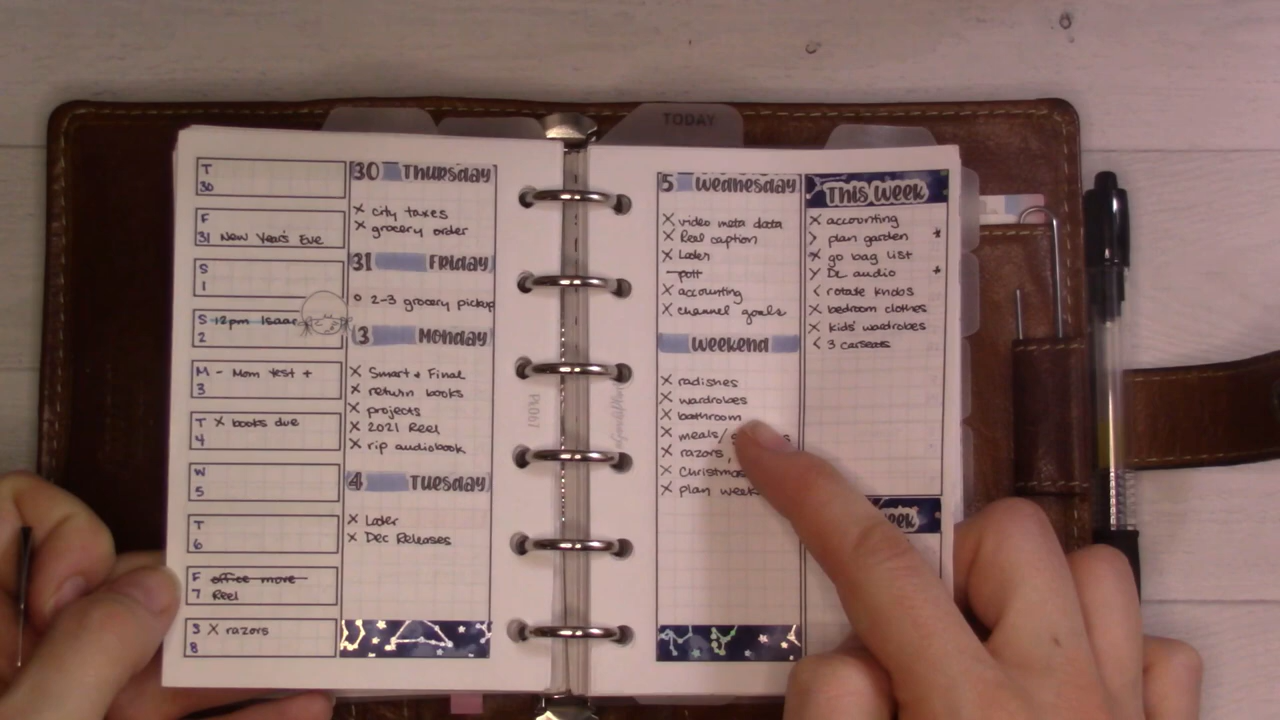 TODAY
T
30
F
31 New Year's Eve
S
1
S 12pm Isaac
2
M - Mom test +
3
T X books due
4
W
5
T
6
F office move
7 Reel
S X razors
8
30 Thursday
X city taxes
X grocery order
31 Friday
o 2-3 grocery pickup
3 Monday
X Smart & Final
X return books
X projects
X 2021 Reel
X rip audiobook
4 Tuesday
X Later
X Dec Releases
5 Wednesday
X video meta data
X Reel caption
X Later
poll
X accounting
X channel goals
Weekend
X radishes
X wardrobes
X bathroom
X meals/
X razors,
X Christmas
X plan week
This Week
X accounting
> plan garden *
X go bag list
Y DL audio *
< rotate knobs
X bedroom clothes
X kids' wardrobes
< 3 carseats